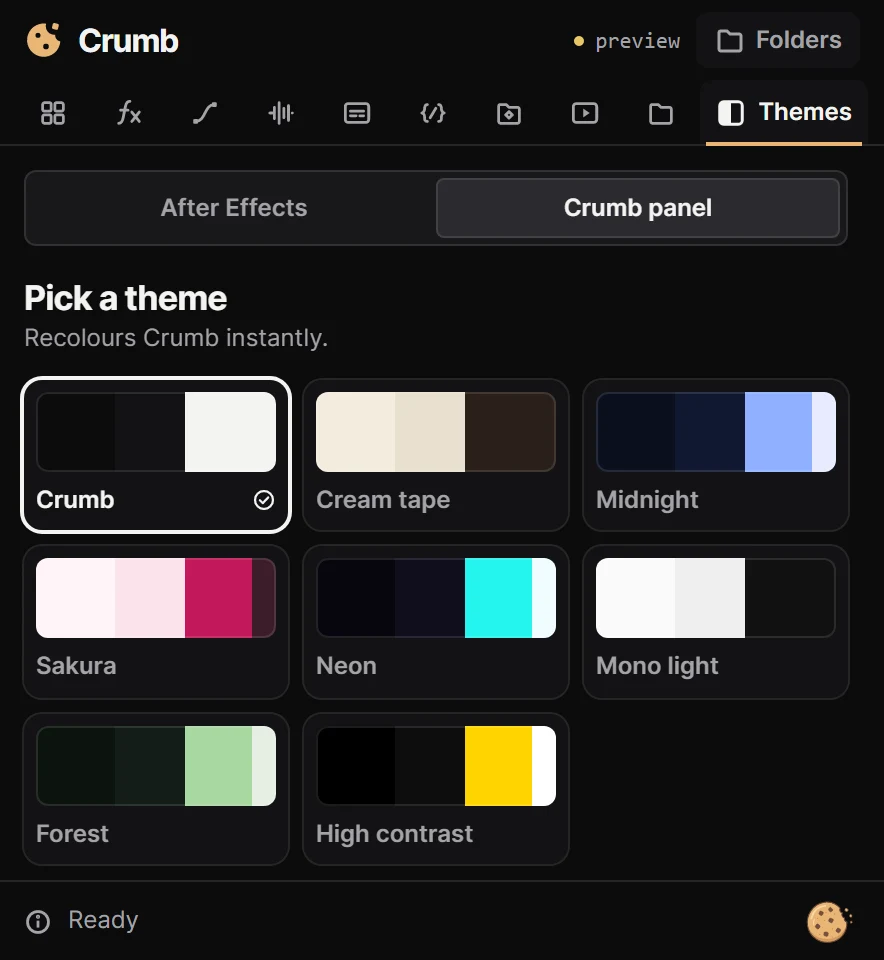 Crumb
preview
Folders
Themes
After Effects
Crumb panel
Pick a theme
Recolours Crumb instantly.
Crumb
Cream tape
Midnight
Sakura
Neon
Mono light
Forest
High contrast
Ready